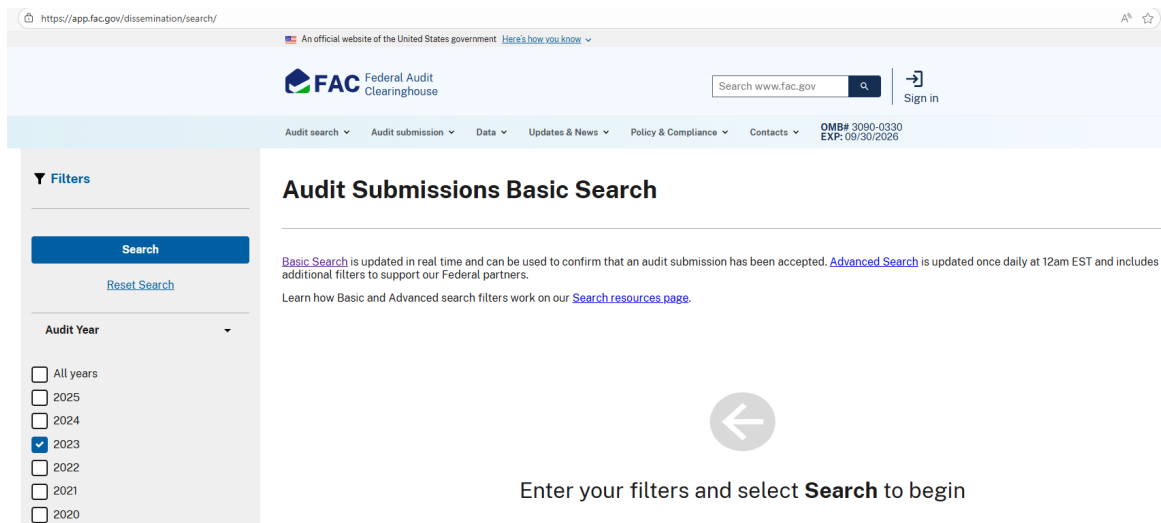 https://app.fac.gov/dissemination/search/
An official website of the United States government Here's how you know
FAC Federal Audit Clearinghouse
Search www.fac.gov
Sign in
Audit search Audit submission Data Updates & News Policy & Compliance Contacts OMB# 3090-0330
EXP: 09/30/2026
Filters
Search
Reset Search
Audit Year
All years
2025
2024
2023
2022
2021
2020
Audit Submissions Basic Search
Basic Search is updated in real time and can be used to confirm that an audit submission has been accepted. Advanced Search is updated once daily at 12am EST and includes
additional filters to support our Federal partners.
Learn how Basic and Advanced search filters work on our Search resources page.
Enter your filters and select Search to begin